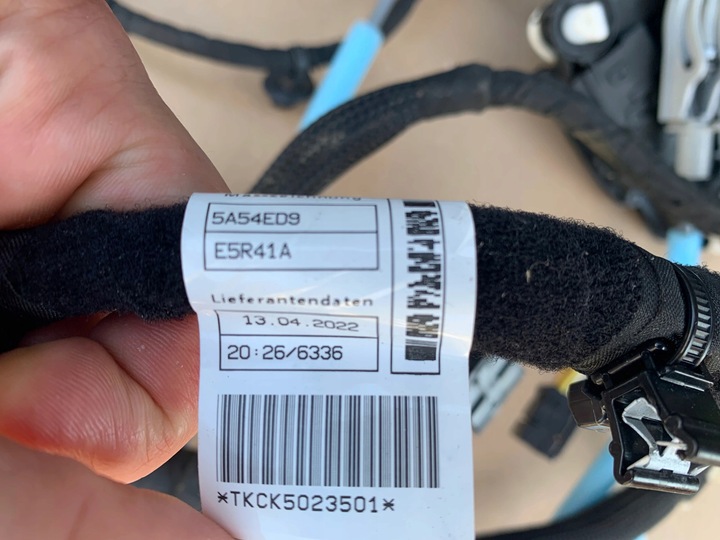 5A54ED9
E5R41A
Lieferantendaten
13.04.2022
20:26/6336
*TKCK5023501*